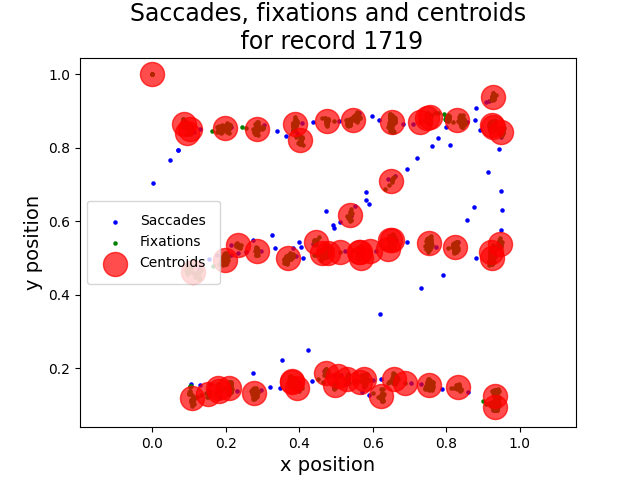 Saccades, fixations and centroids
for record 1719
y position
1.0
0.8
0.6
0.4
0.2
Saccades
Fixations
Centroids
0.0 0.2 0.4 0.6 0.8 1.0
x position